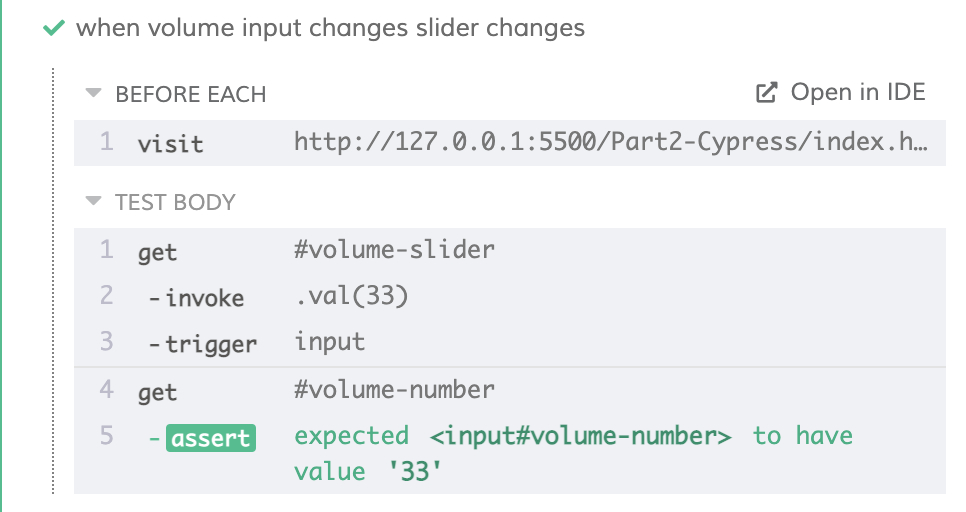 when volume input changes slider changes
BEFORE EACH Open in IDE
1 visit http://127.0.0.1:5500/Part2-Cypress/index.h…
TEST BODY
1 get #volume-slider
2 -invoke .val(33)
3 -trigger input
4 get #volume-number
5 -assert expected <input#volume-number> to have
value '33'